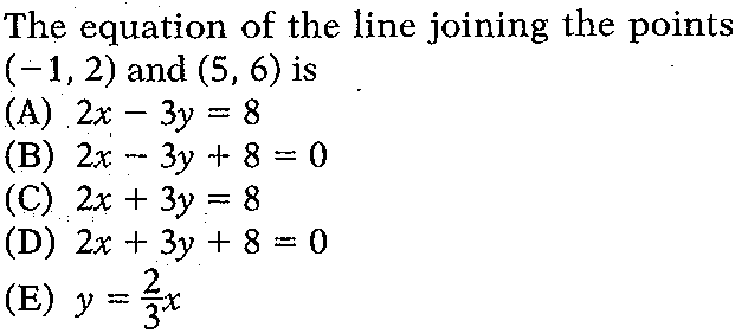 The equation of the line joining the points
(−1, 2) and (5, 6) is
(A) 2x − 3y = 8
(B) 2x − 3y + 8 = 0
(C) 2x + 3y = 8
(D) 2x + 3y + 8 = 0
(E) y = 2/3 x